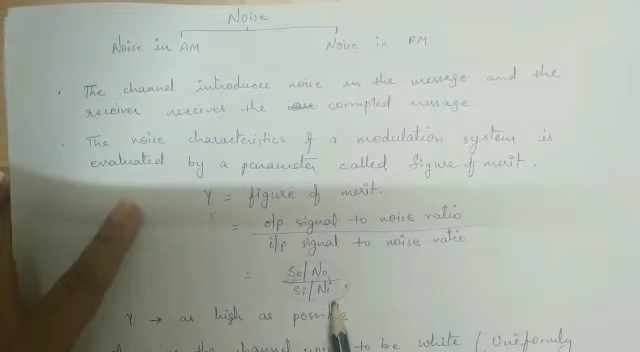 Noise
Noise in AM Noise in FM
. The channel introduces noise in the message and the
receiver receives the corrupted message.
. The noise characteristics of a modulation system is
evaluated by a parameter called figure of merit.
γ = figure of merit.
= o/p signal to noise ratio
i/p signal to noise ratio
= So/No
Si/Ni
γ → as high as possible
the channel to be white ( Uniformly